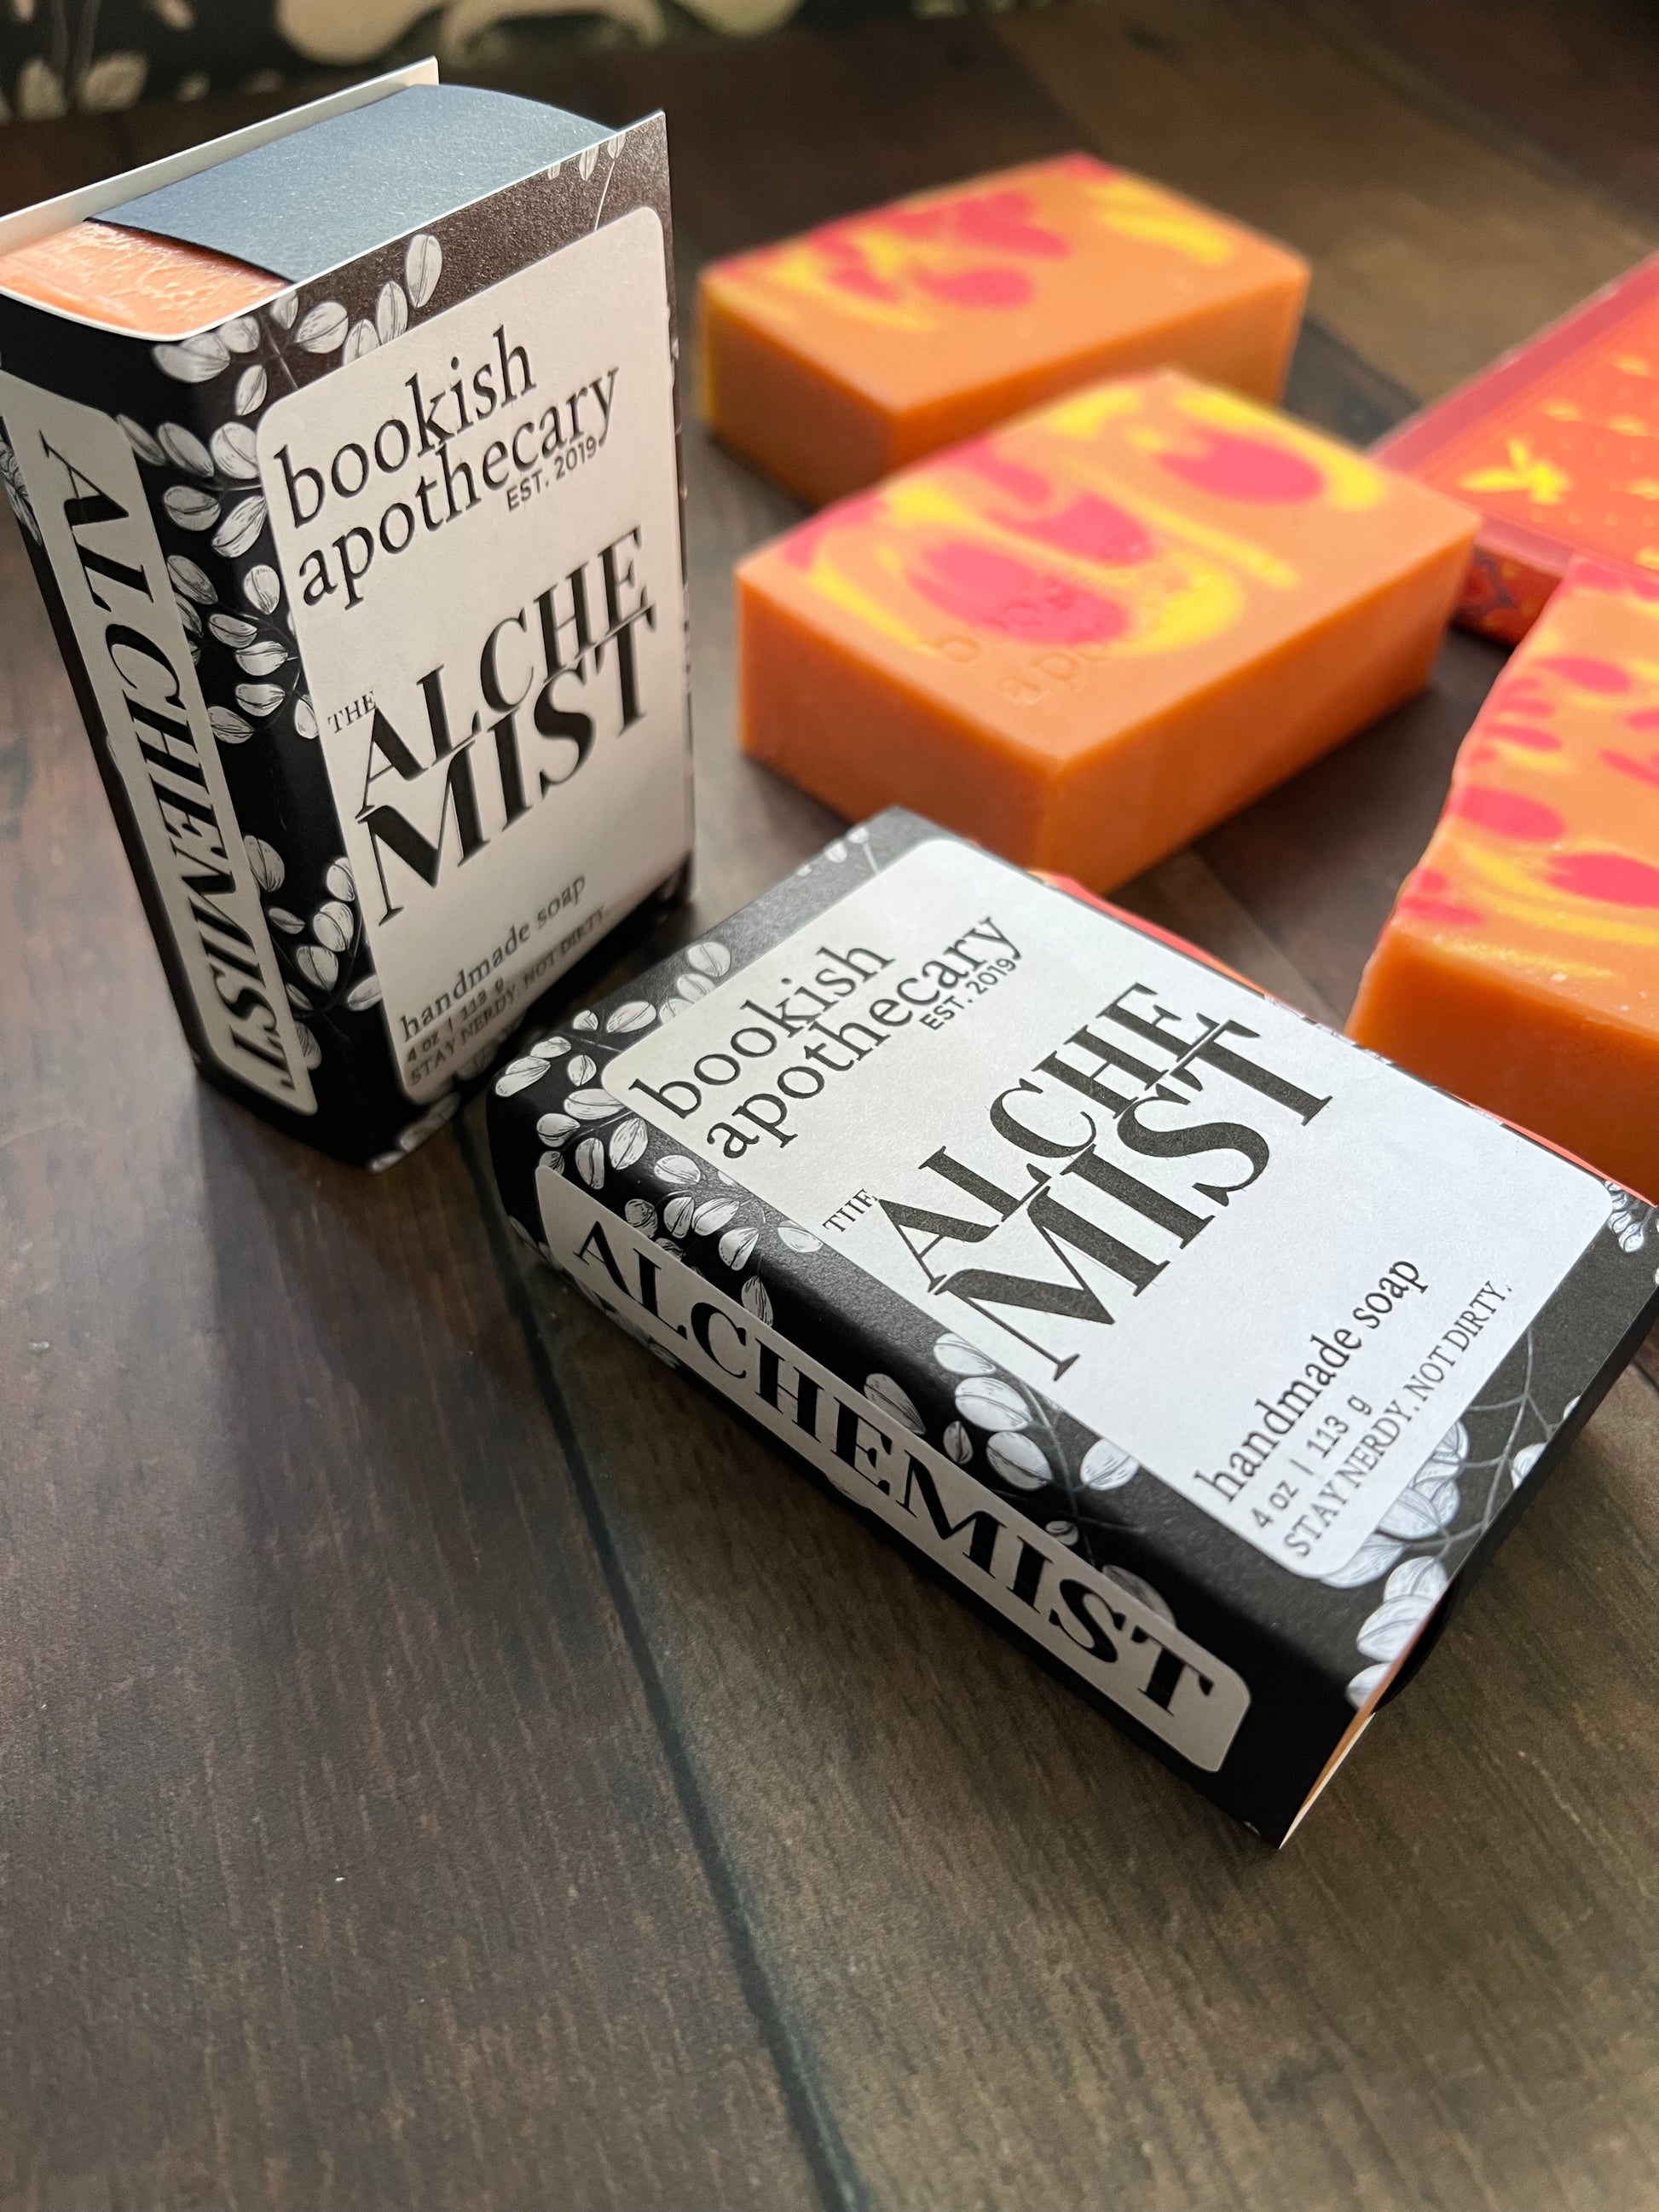 bookish
apothecary
EST. 2019
THE
ALCHE
MIST
handmade soap
4 oz | 113 g
STAY NERDY. NOT DIRTY.
ALCHEMIST
bookish
apothecary
EST. 2019
THE
ALCHE
MIST
handmade soap
4 oz | 113 g
STAY NERDY. NOT DIRTY.
ALCHEMIST